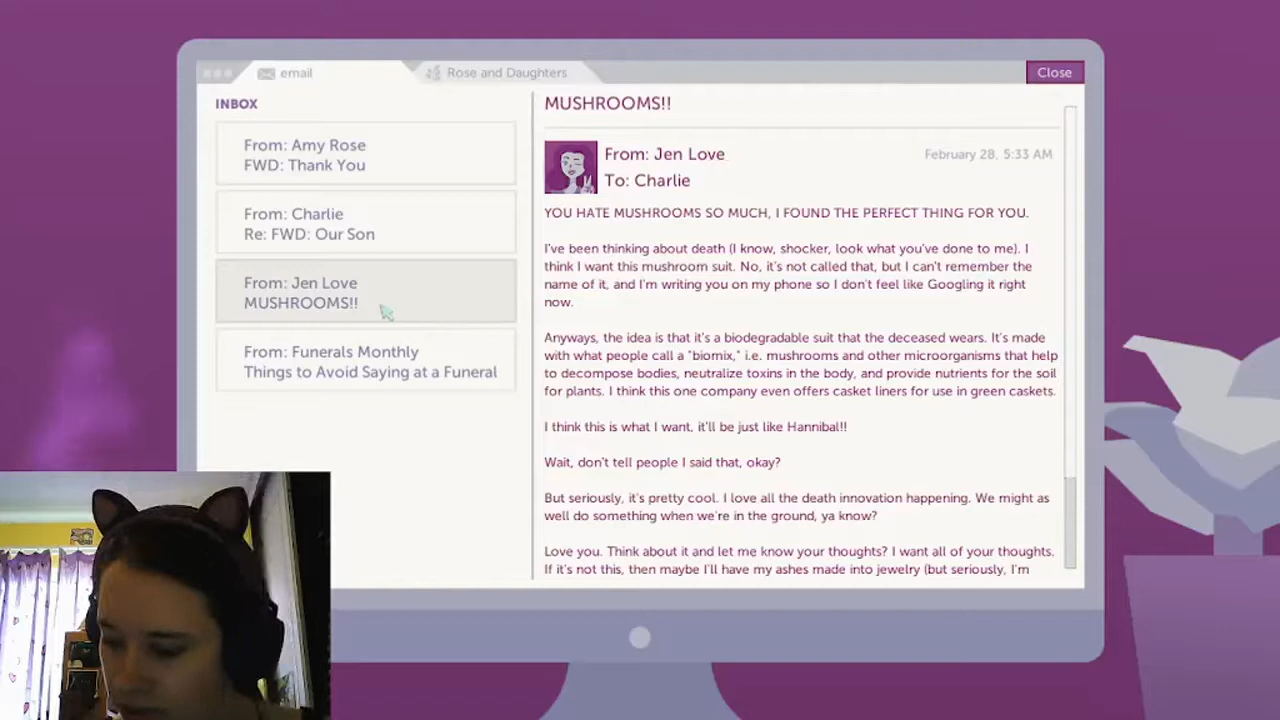 email
Rose and Daughters
Close
INBOX
From: Amy Rose
FWD: Thank You
From: Charlie
Re: FWD: Our Son
From: Jen Love
MUSHROOMS!!
From: Funerals Monthly
Things to Avoid Saying at a Funeral
MUSHROOMS!!
From: Jen Love
February 28, 5:33 AM
To: Charlie
YOU HATE MUSHROOMS SO MUCH, I FOUND THE PERFECT THING FOR YOU.
I've been thinking about death (I know, shocker, look what you've done to me). I
think I want this mushroom suit. No, it's not called that, but I can't remember the
name of it, and I'm writing you on my phone so I don't feel like Googling it right
now.
Anyways, the idea is that it's a biodegradable suit that the deceased wears. It's made
with what people call a "biomix," i.e. mushrooms and other microorganisms that help
to decompose bodies, neutralize toxins in the body, and provide nutrients for the soil
for plants. I think this one company even offers casket liners for use in green caskets.
I think this is what I want, it'll be just like Hannibal!!
Wait, don't tell people I said that, okay?
But seriously, it's pretty cool. I love all the death innovation happening. We might as
well do something when we're in the ground, ya know?
Love you. Think about it and let me know your thoughts? I want all of your thoughts.
If it's not this, then maybe I'll have my ashes made into jewelry (but seriously, I'm